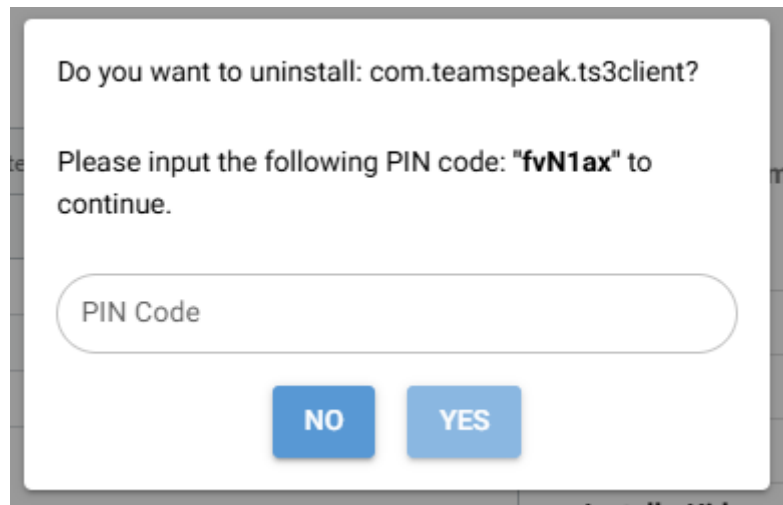 Do you want to uninstall: com.teamspeak.ts3client?
Please input the following PIN code: "fvN1ax" to
continue.
PIN Code
NO YES